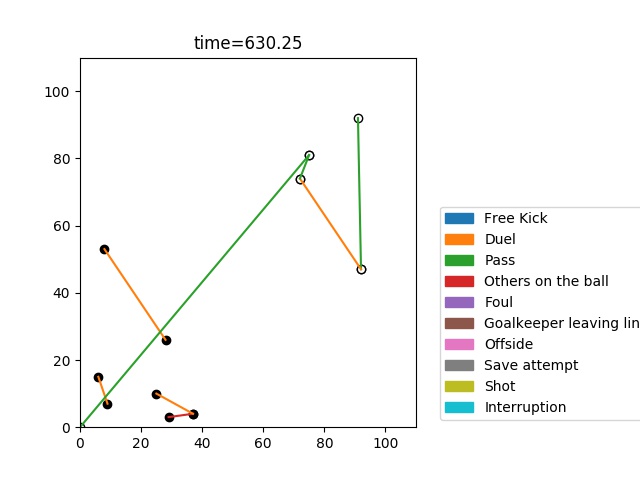 time=630.25
100
80
60
40
20
0
0 20 40 60 80 100
Free Kick
Duel
Pass
Others on the ball
Foul
Goalkeeper leaving lin
Offside
Save attempt
Shot
Interruption